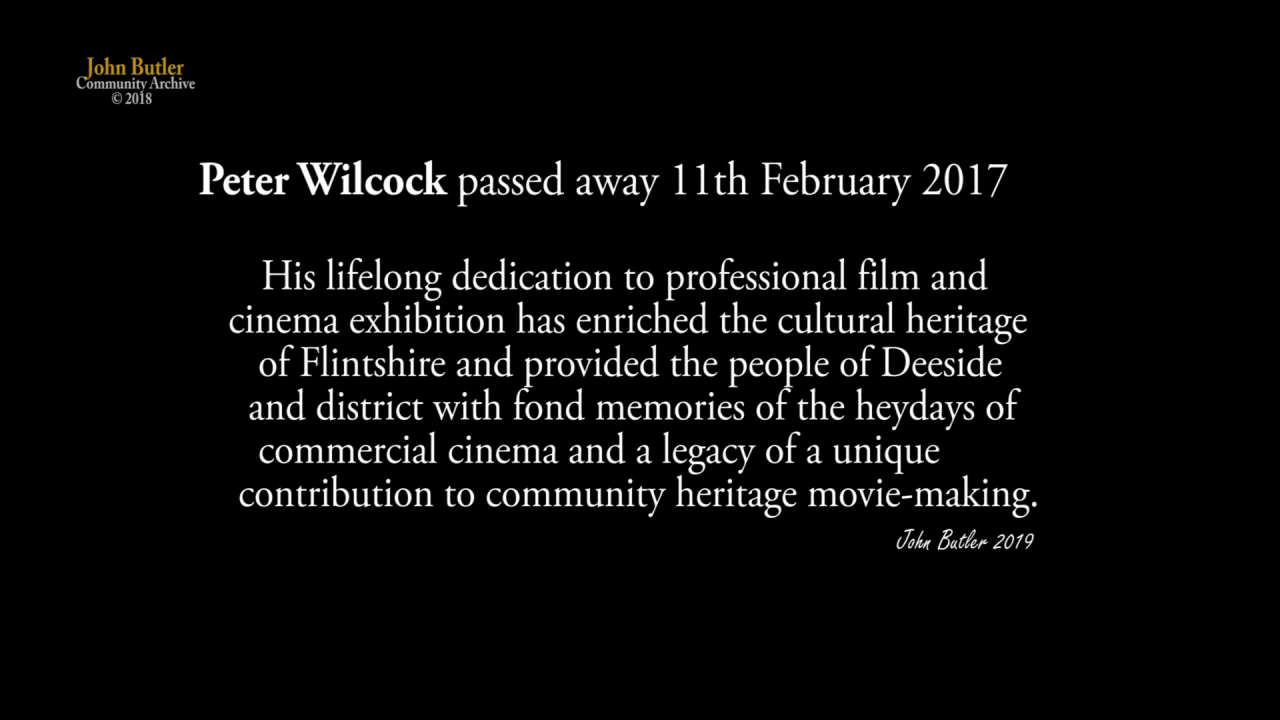 John Butler
Community Archive
© 2018
Peter Wilcock passed away 11th February 2017
His lifelong dedication to professional film and
cinema exhibition has enriched the cultural heritage
of Flintshire and provided the people of Deeside
and district with fond memories of the heydays of
commercial cinema and a legacy of a unique
contribution to community heritage movie-making.
John Butler 2019